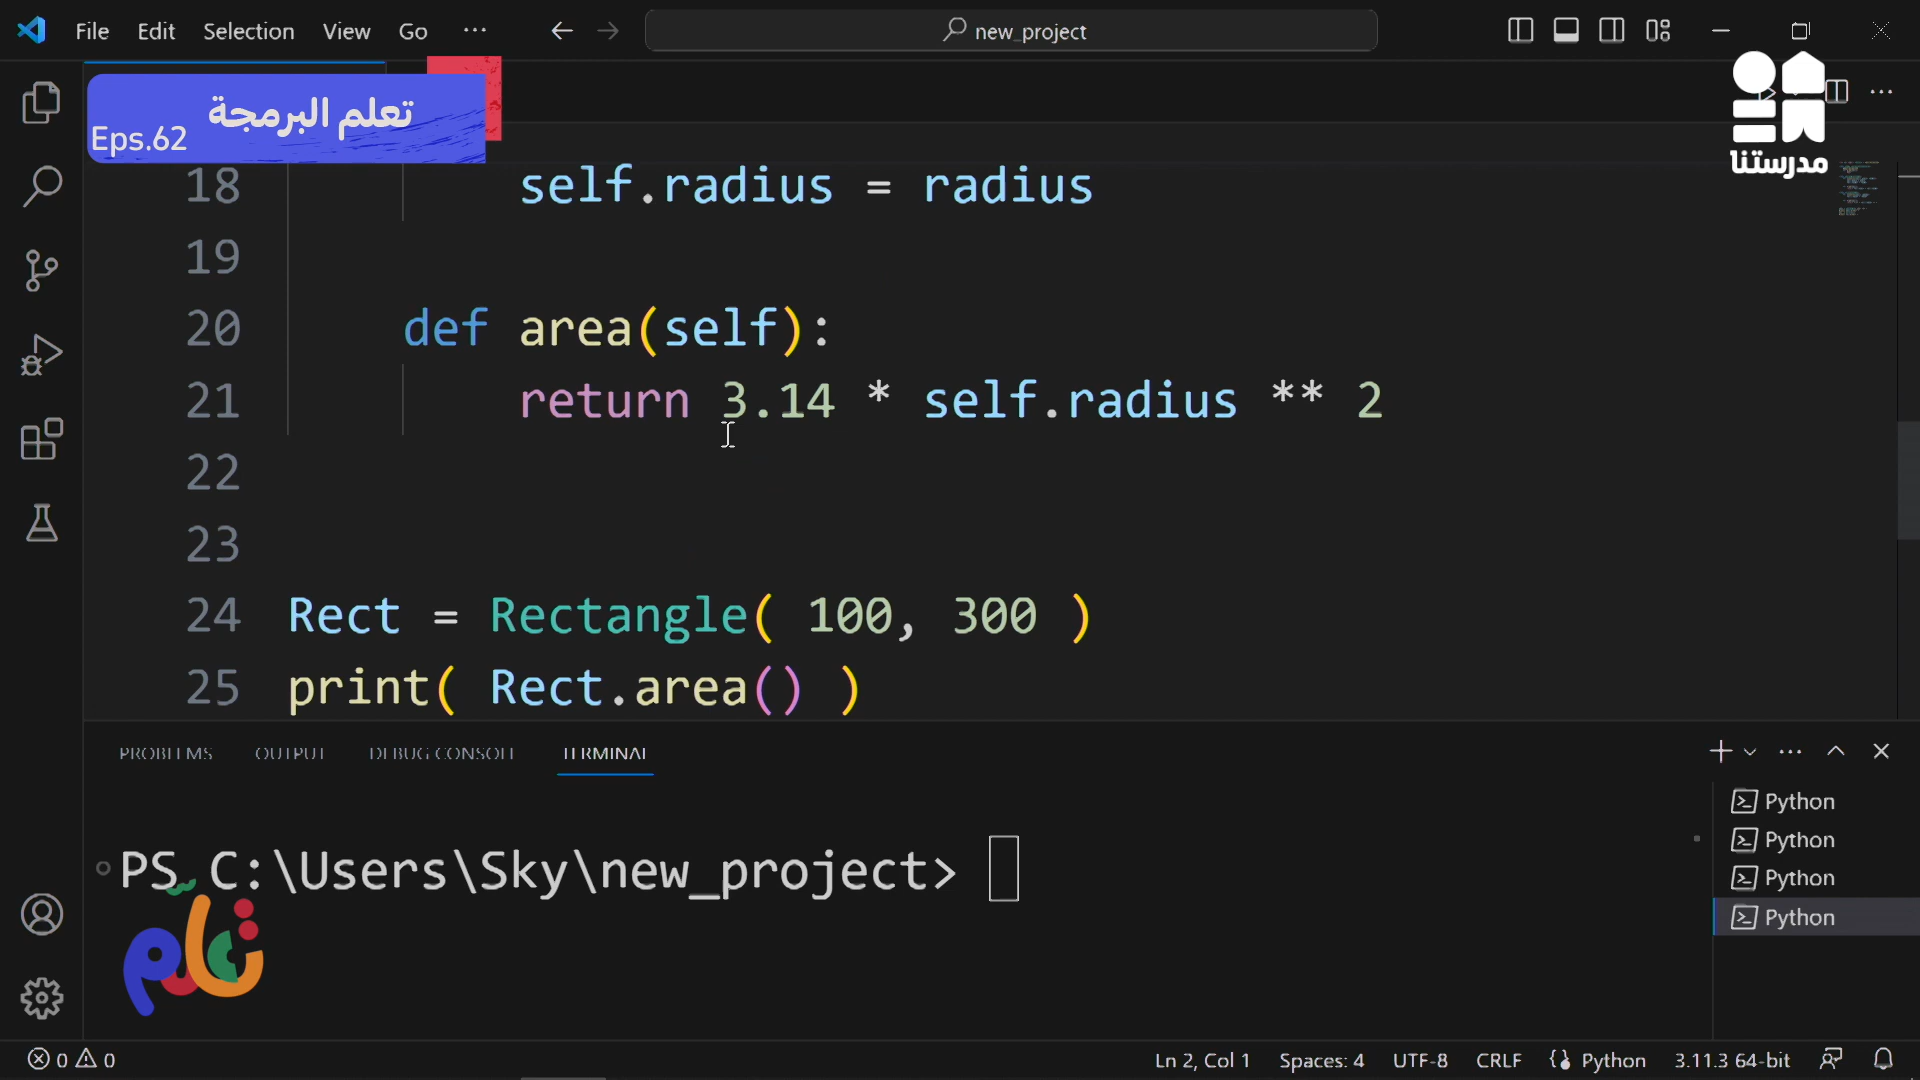 File Edit Selection View Go ...
new_project
تعلم البرمجة
Eps.62
مدرستنا
18 self.radius = radius
19
20 def area(self):
21 return 3.14 * self.radius ** 2
22
23
24 Rect = Rectangle( 100, 300 )
25 print( Rect.area() )
PROBLEMS OUTPUT DEBUG CONSOLE TERMINAL
Python
Python
Python
Python
PS C:\Users\Sky\new_project>
تعلم
0 0 Ln 2, Col 1 Spaces: 4 UTF-8 CRLF Python 3.11.3 64-bit